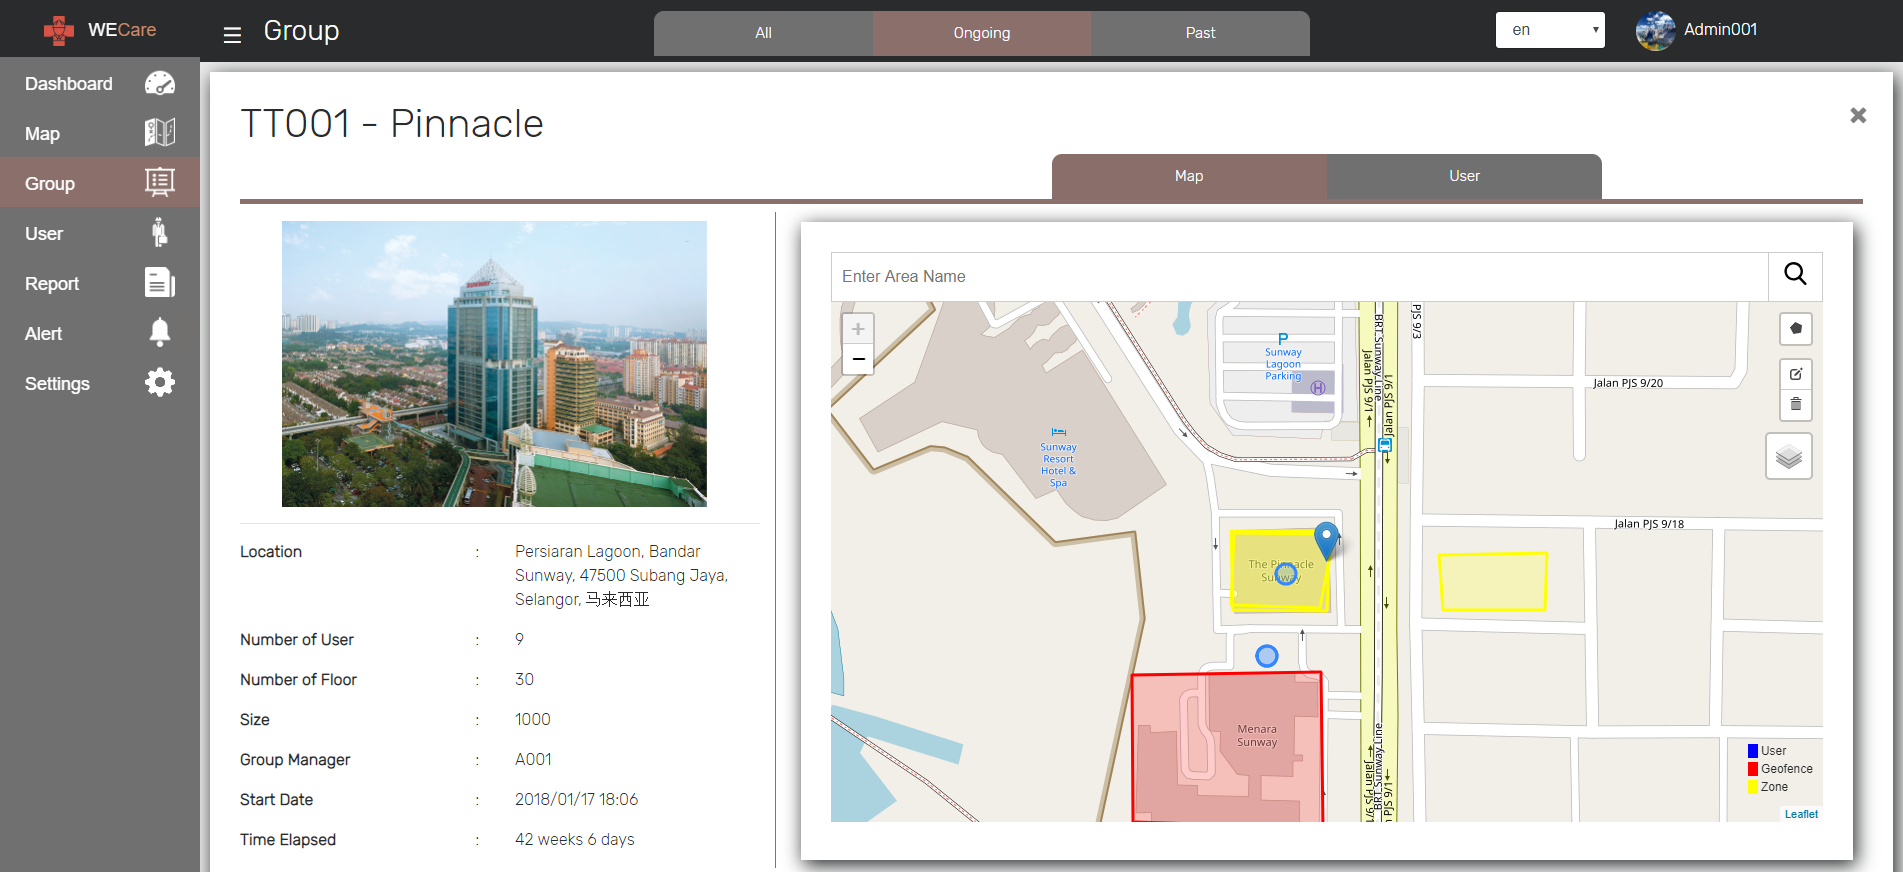 WECare
Group
All
Ongoing
Past
en
Admin001
Dashboard
Map
Group
User
Report
Alert
Settings
TT001 - Pinnacle
Map
User
SUNWAY
Location : Persiaran Lagoon, Bandar
Sunway, 47500 Subang Jaya,
Selangor, 马来西亚
Number of User : 9
Number of Floor : 30
Size : 1000
Group Manager : A001
Start Date : 2018/01/17 18:06
Time Elapsed : 42 weeks 6 days
Enter Area Name
+
−
P
Sunway
Lagoon
Parking
H
Sunway
Resort
Hotel &
Spa
The Pinnacle
Sunway
Menara
Sunway
BRT Sunway Line
Jalan PJS 9/1
Jalan PJS 9/1
PJS 9/3
Jalan PJS 9/20
Jalan PJS 9/18
BRT Sunway Line
Jalan PJS 9/1
PJS 9/1
User
Geofence
Zone
Leaflet